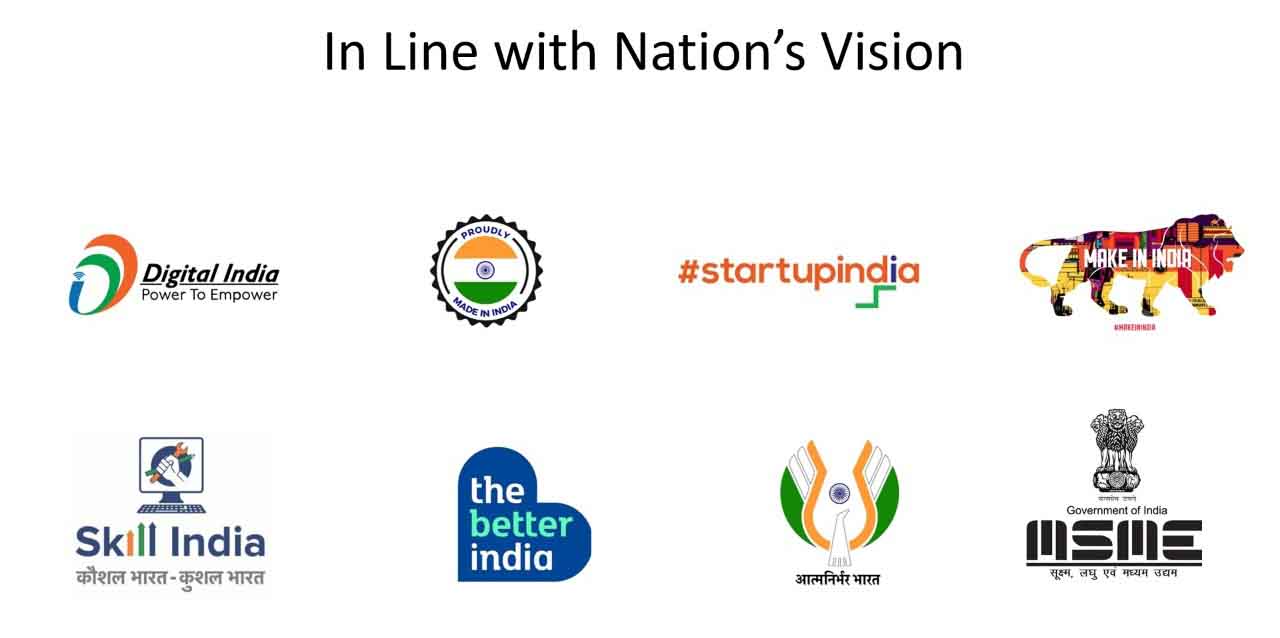 In Line with Nation’s Vision
Digital India
Power To Empower
PROUDLY
MADE IN INDIA
#startupindia
MAKE IN INDIA
#MAKEININDIA
Skill India
कौशल भारत - कुशल भारत
the
better
india
आत्मनिर्भर भारत
सत्यमेव जयते
Government of India
MSME
सूक्ष्म, लघु एवं मध्यम उद्यम